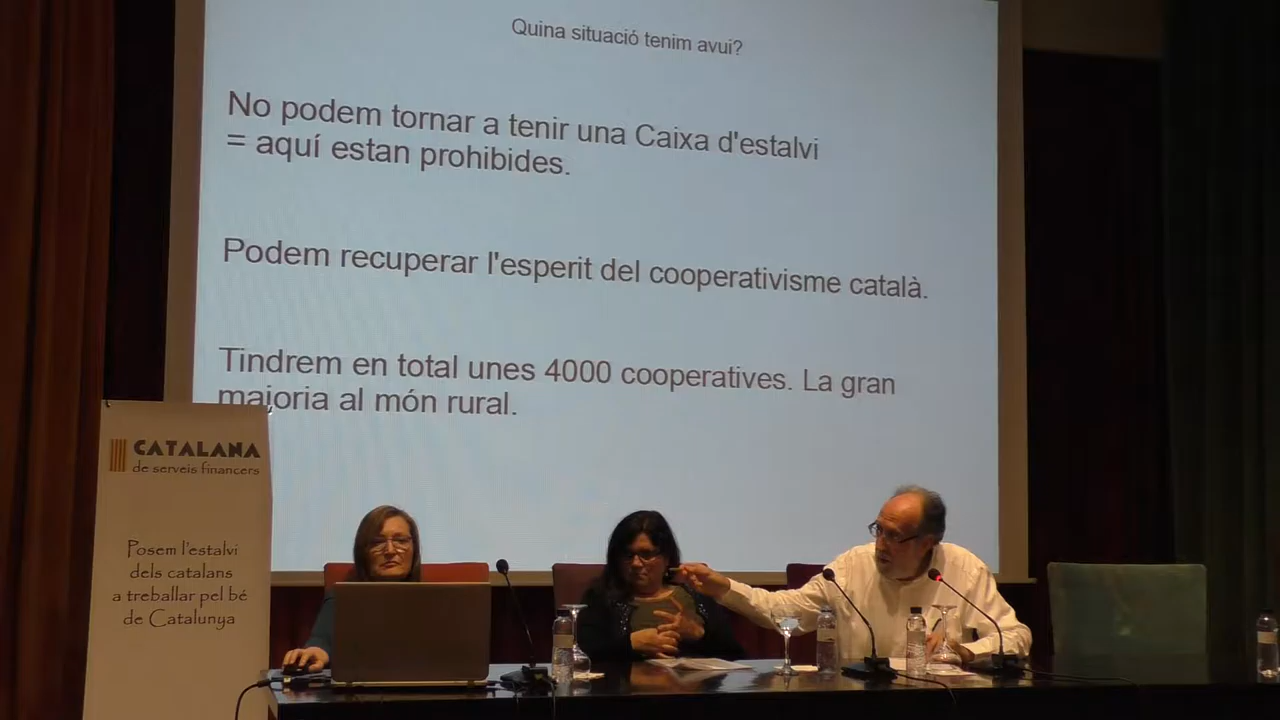 Quina situació tenim avui?
No podem tornar a tenir una Caixa d'estalvi
= aquí estan prohibides.
Podem recuperar l'esperit del cooperativisme català.
Tindrem en total unes 4000 cooperatives. La gran
majoria al món rural.
CATALANA
de serveis financers
Posem l'estalvi
dels catalans
a treballar pel bé
de Catalunya